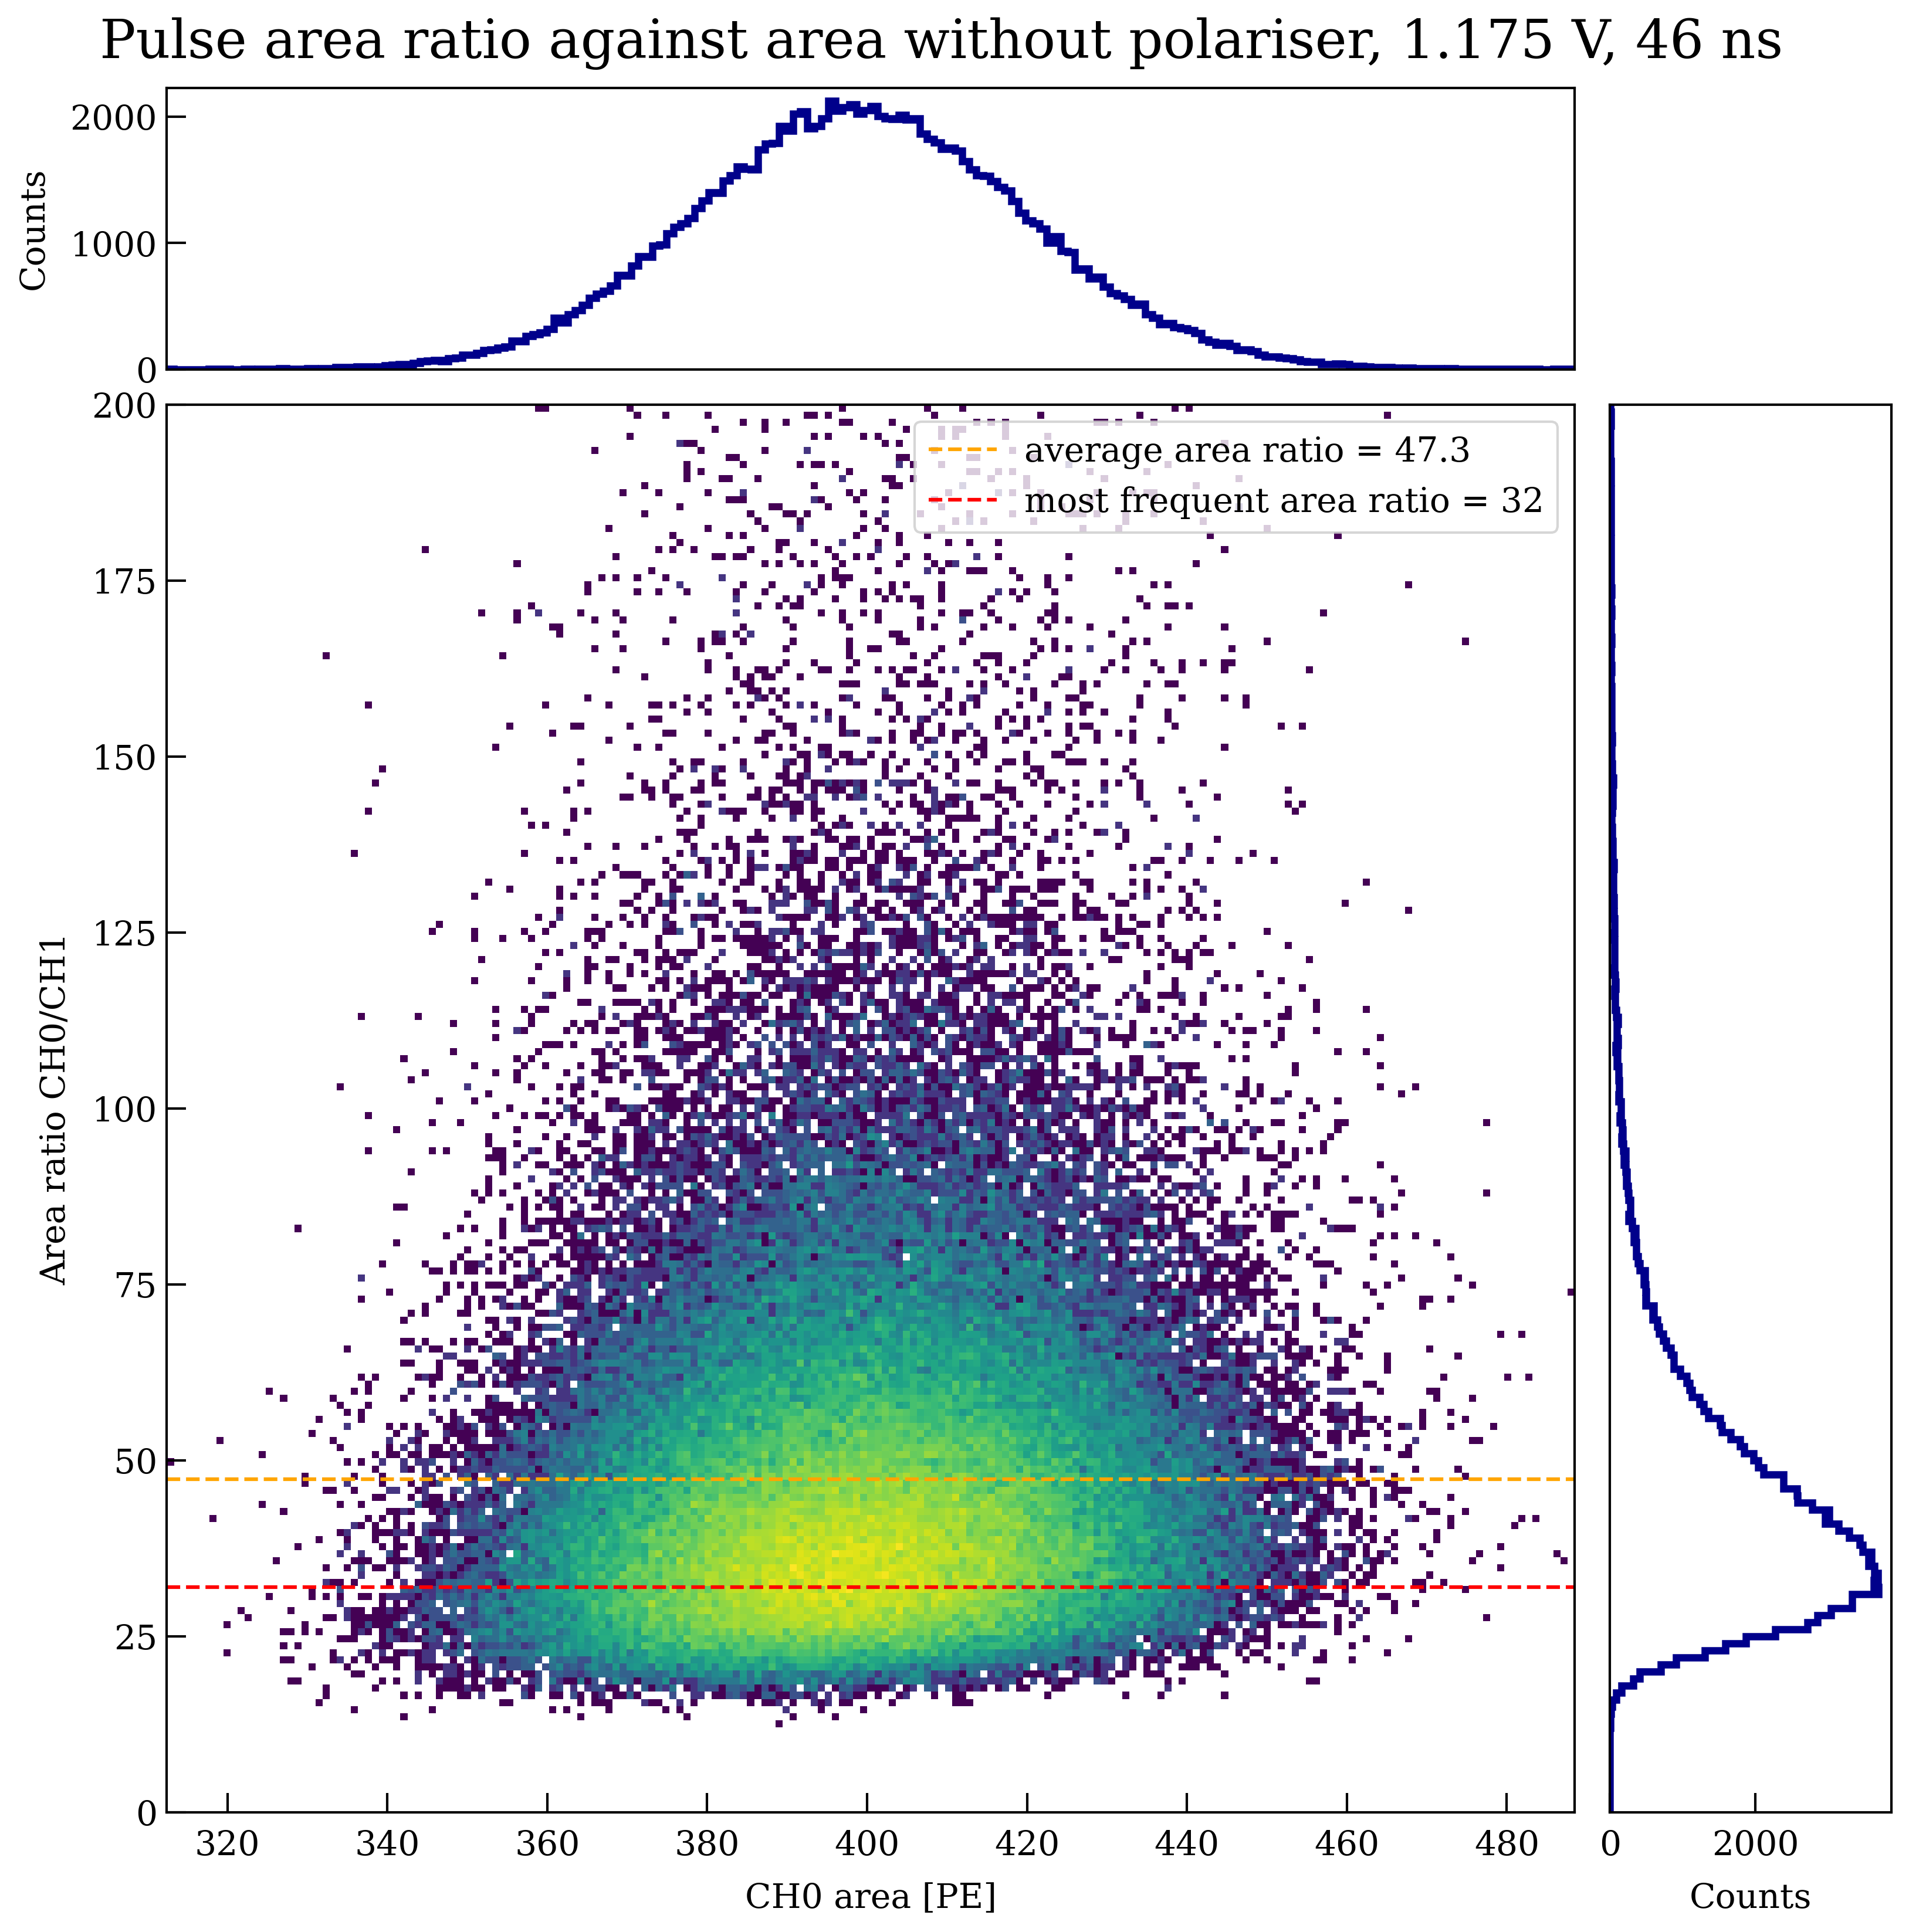 Pulse area ratio against area without polariser, 1.175 V, 46 ns
2000
1000
0
Counts
200
175
150
125
100
75
50
25
0
Area ratio CH0/CH1
average area ratio = 47.3
most frequent area ratio = 32
320 340 360 380 400 420 440 460 480
CH0 area [PE]
0 2000
Counts